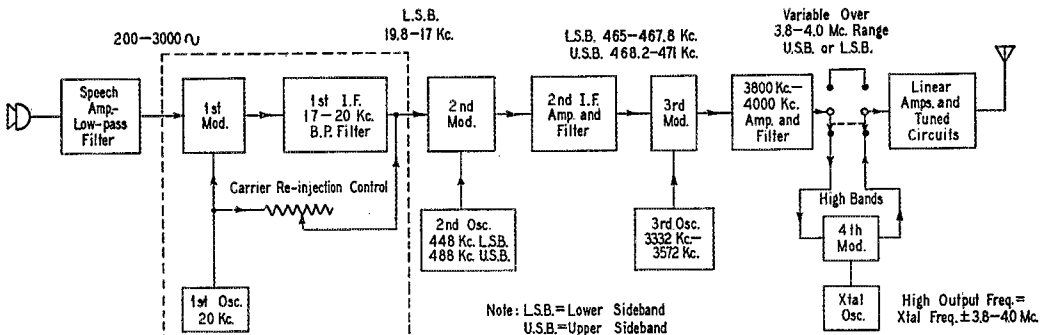 L.S.B.
19.8-17 Kc.
200-3000∿
L.S.B. 465-467.8 Kc.
U.S.B. 468.2-471 Kc.
Variable Over
3.8-4.0 Mc. Range
U.S.B. or L.S.B.
Speech
Amp.-
Low-pass
Filter
1st
Mod.
1st I.F.
17-20 Kc.
B.P. Filter
2nd
Mod.
2nd I.F.
Amp. and
Filter
3rd
Mod.
3800 Kc.-
4000 Kc.
Amp. and
Filter
Linear
Amps. and
Tuned
Circuits
Carrier Re-injection Control
1st Osc.
20 Kc.
2nd Osc.
448 Kc. L.S.B.
488 Kc. U.S.B.
3rd Osc.
3332 Kc.-
3572 Kc.
High Bands
4th
Mod.
Xtal
Osc.
High Output Freq.=
Xtal Freq.±3.8-4.0 Mc.
Note: L.S.B.=Lower Sideband
U.S.B.=Upper Sideband